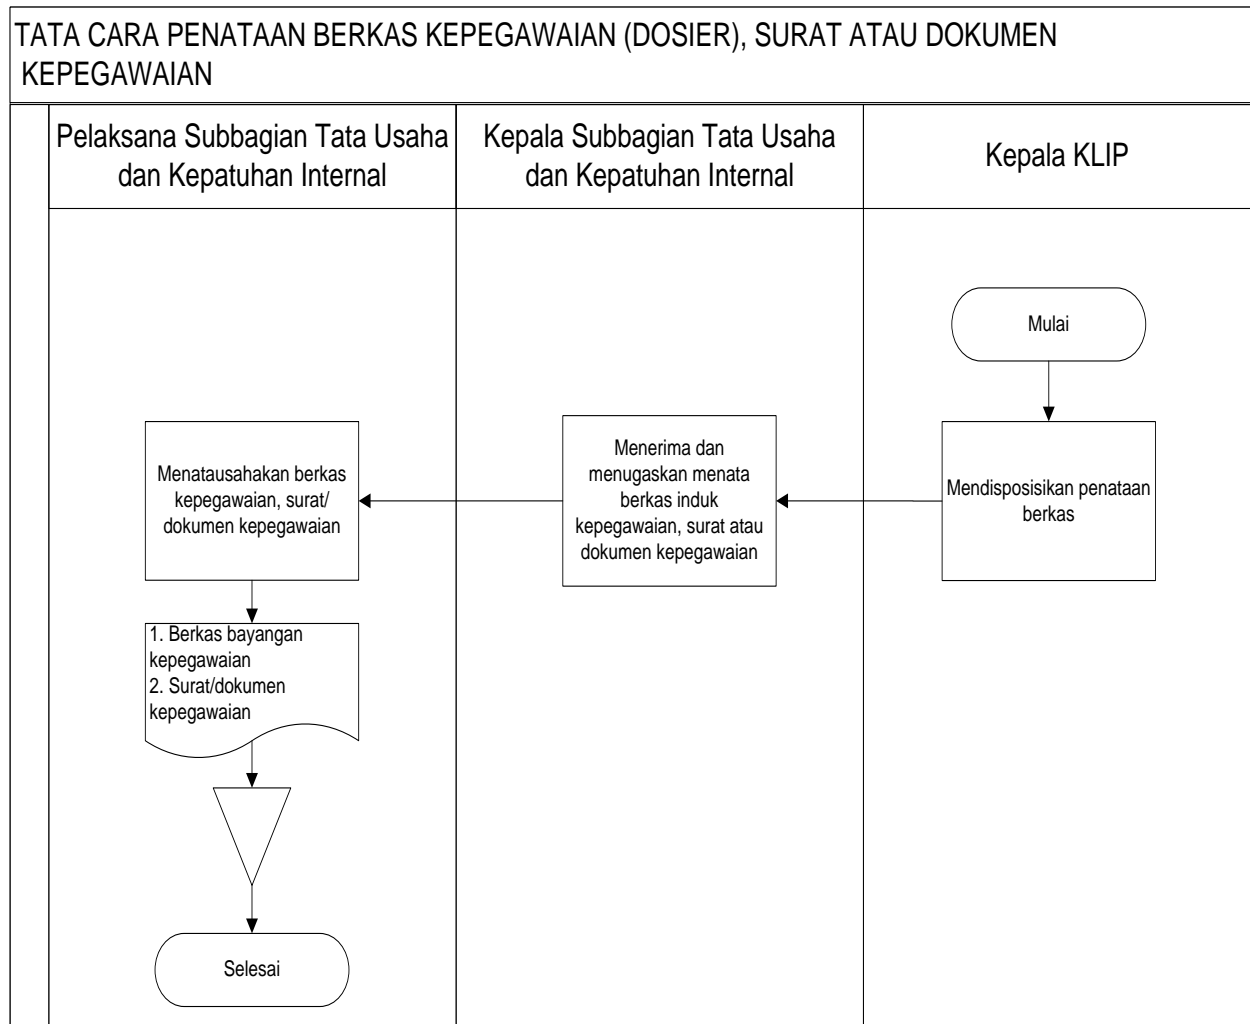 TATA CARA PENATAAN BERKAS KEPEGAWAIAN (DOSIER), SURAT ATAU DOKUMEN
KEPEGAWAIAN
Pelaksana Subbagian Tata Usaha
dan Kepatuhan Internal
Kepala Subbagian Tata Usaha
dan Kepatuhan Internal
Kepala KLIP
Mulai
Mendisposisikan penataan
berkas
Menerima dan
menugaskan menata
berkas induk
kepegawaian, surat atau
dokumen kepegawaian
Menatausahakan berkas
kepegawaian, surat/
dokumen kepegawaian
1. Berkas bayangan
kepegawaian
2. Surat/dokumen
kepegawaian
Selesai